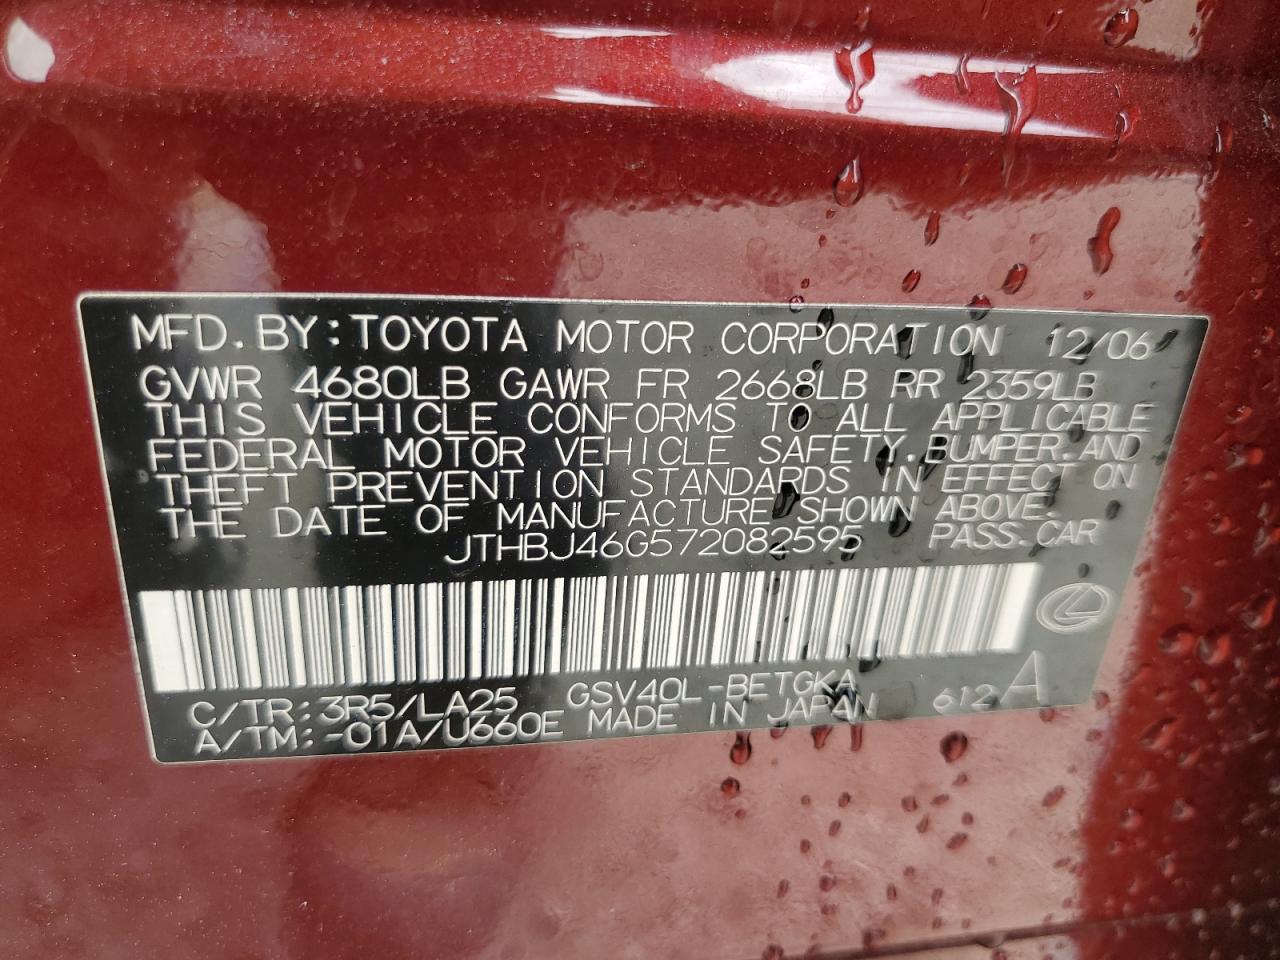 MFD. BY: TOYOTA MOTOR CORPORATION 12/06
GVWR 4680LB GAWR FR 2668LB RR 2359LB
THIS VEHICLE CONFORMS TO ALL APPLICABLE
FEDERAL MOTOR VEHICLE SAFETY, BUMPER, AND
THEFT PREVENTION STANDARDS IN EFFECT ON
THE DATE OF MANUFACTURE SHOWN ABOVE.
JTHBJ46G572082595 PASS. CAR
C/TR: 3R5/LA25 GSV40L-BETGKA
A/TM: -01A/U660E MADE IN JAPAN 612 A